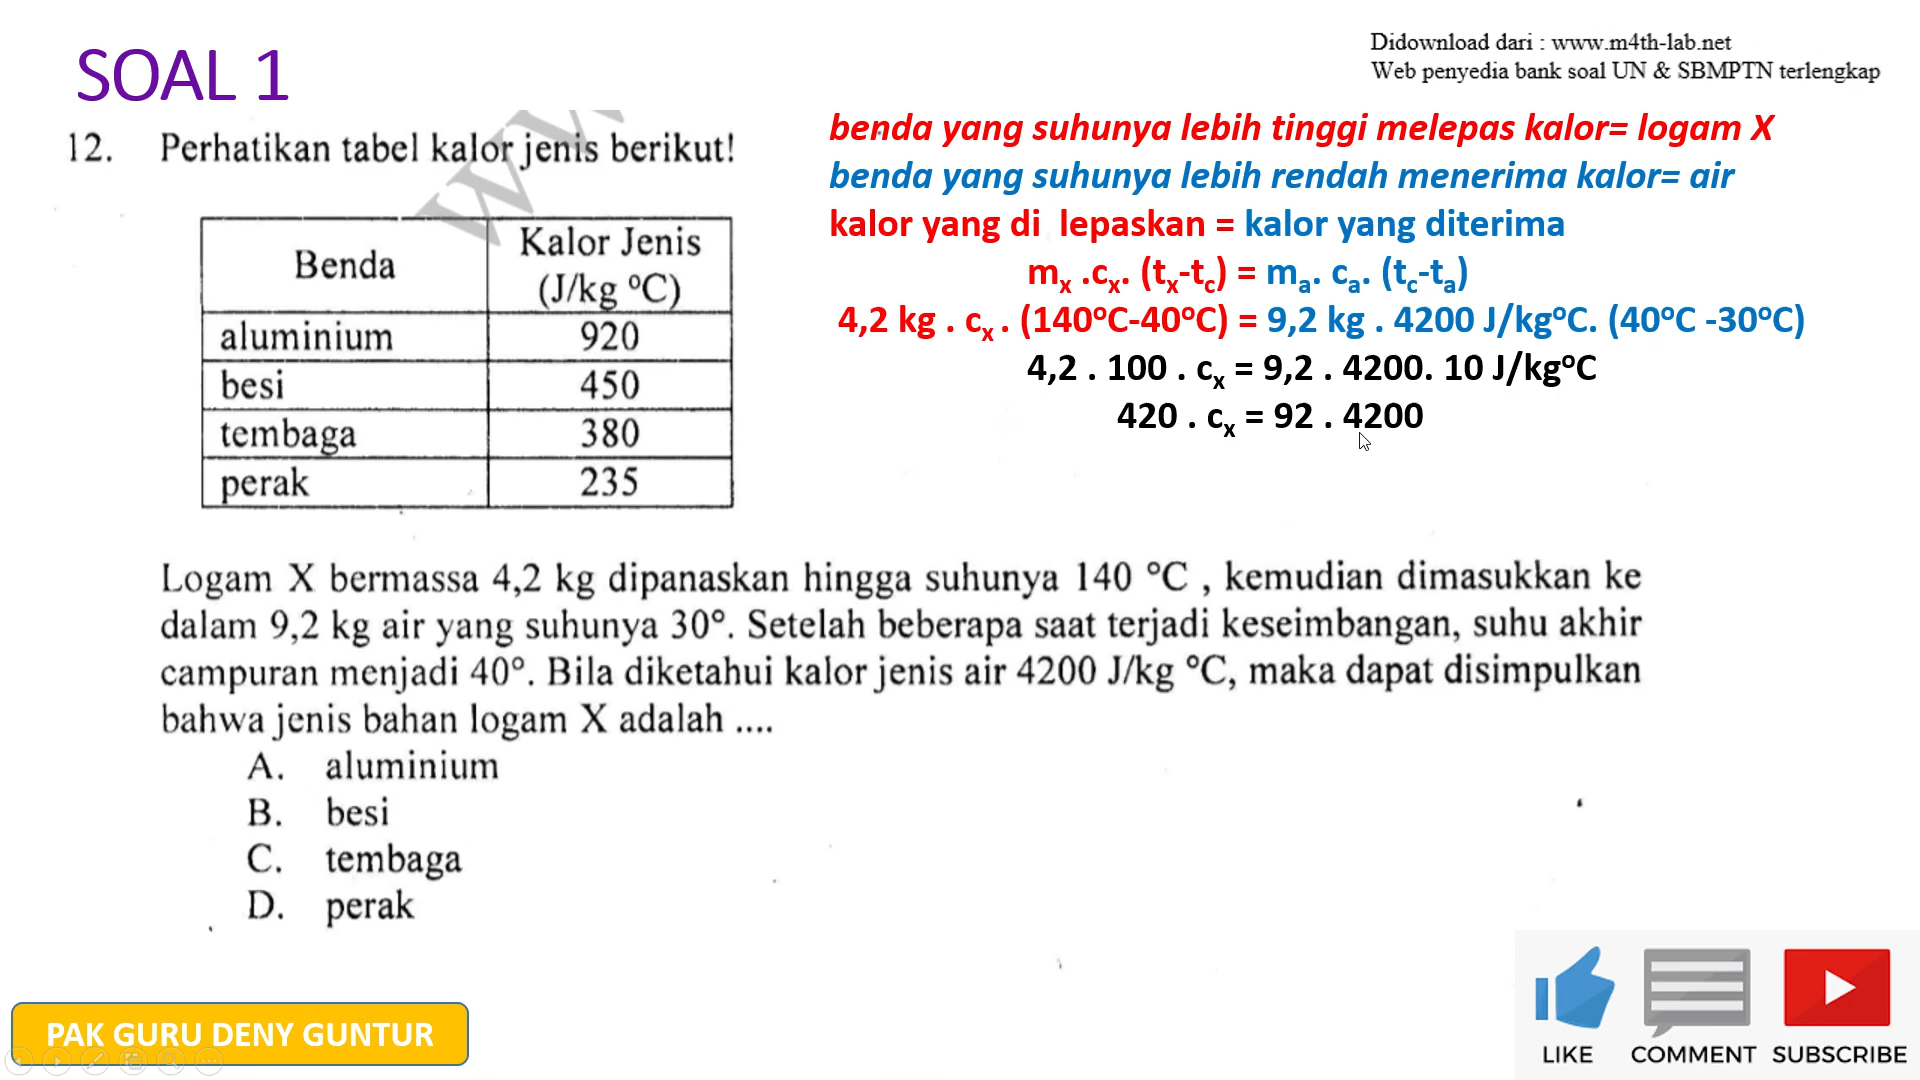 SOAL 1
Didownload dari : www.m4th-lab.net
Web penyedia bank soal UN & SBMPTN terlengkap
12. Perhatikan tabel kalor jenis berikut!
Benda Kalor Jenis (J/kg °C)
aluminium 920
besi 450
tembaga 380
perak 235
benda yang suhunya lebih tinggi melepas kalor= logam X
benda yang suhunya lebih rendah menerima kalor= air
kalor yang di lepaskan = kalor yang diterima
mx .cx. (tx-tc) = ma. ca. (tc-ta)
4,2 kg . cx . (140°C-40°C) = 9,2 kg . 4200 J/kg°C. (40°C -30°C)
4,2 . 100 . cx = 9,2 . 4200. 10 J/kg°C
420 . cx = 92 . 4200
Logam X bermassa 4,2 kg dipanaskan hingga suhunya 140 °C , kemudian dimasukkan ke
dalam 9,2 kg air yang suhunya 30°. Setelah beberapa saat terjadi keseimbangan, suhu akhir
campuran menjadi 40°. Bila diketahui kalor jenis air 4200 J/kg °C, maka dapat disimpulkan
bahwa jenis bahan logam X adalah ....
A. aluminium
B. besi
C. tembaga
D. perak
PAK GURU DENY GUNTUR
LIKE COMMENT SUBSCRIBE